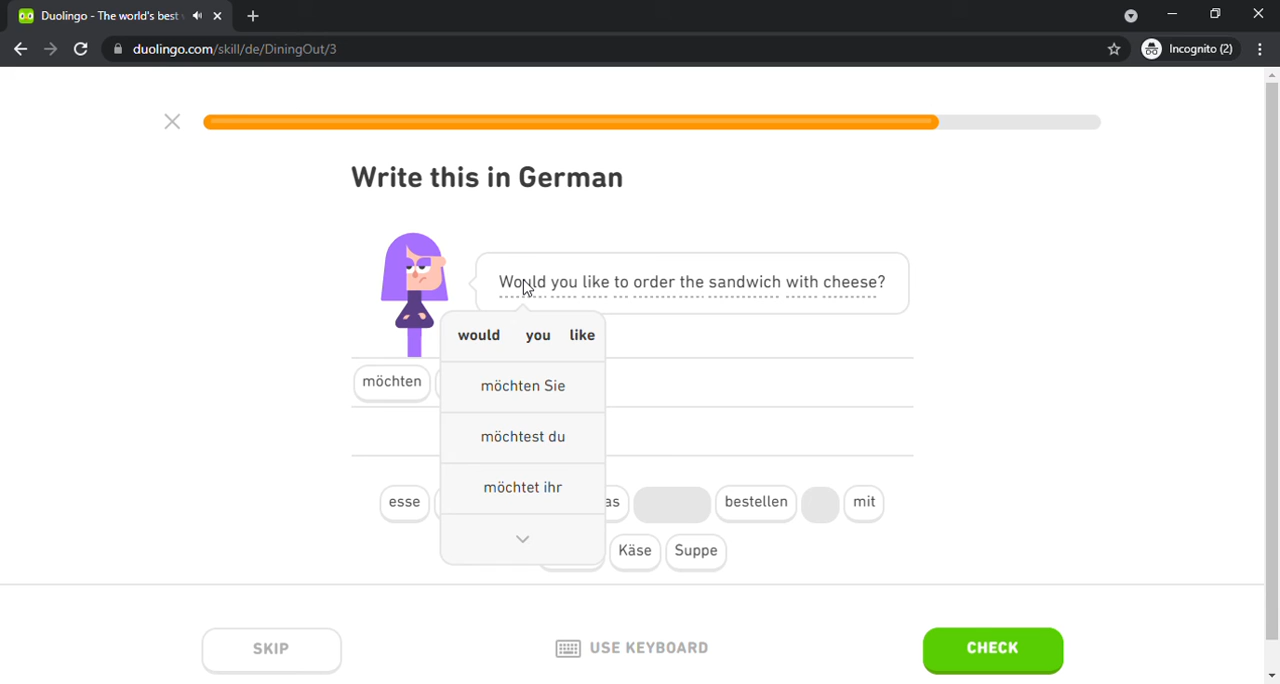 Duolingo - The world's best
duolingo.com/skill/de/DiningOut/3
Incognito (2)
Write this in German
Would you like to order the sandwich with cheese?
would you like
möchten
möchten Sie
möchtest du
möchtet ihr
esse
bestellen
mit
Käse
Suppe
SKIP
USE KEYBOARD
CHECK